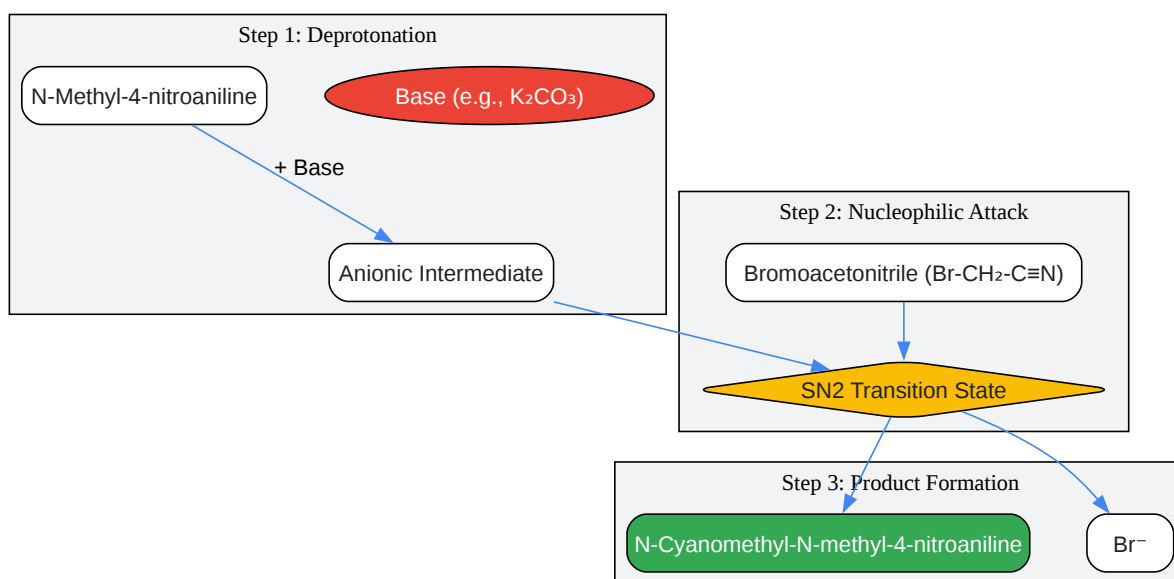 Step 1: Deprotonation
N-Methyl-4-nitroaniline
Base (e.g., K₂CO₃)
+ Base
Anionic Intermediate
Step 2: Nucleophilic Attack
Bromoacetonitrile (Br-CH₂-C≡N)
SN2 Transition State
Step 3: Product Formation
N-Cyanomethyl-N-methyl-4-nitroaniline
Br⁻